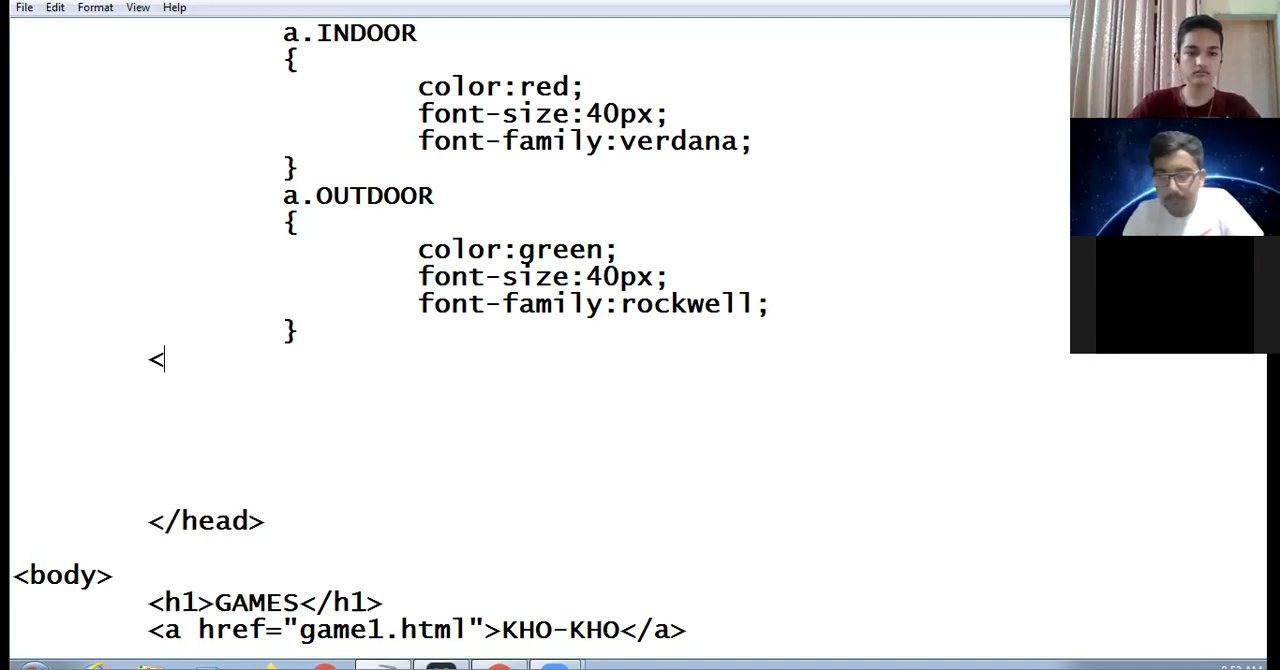 File Edit Format View Help
a.INDOOR
{
color:red;
font-size:40px;
font-family:verdana;
}
a.OUTDOOR
{
color:green;
font-size:40px;
font-family:rockwell;
}
<
</head>
<body>
<h1>GAMES</h1>
<a href="game1.html">KHO-KHO</a>